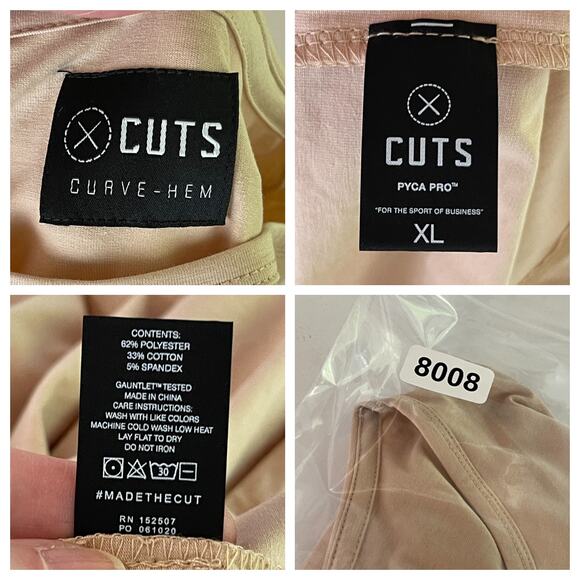 CUTS
CURVE-HEM
CUTS
PYCA PRO™
"FOR THE SPORT OF BUSINESS"
XL
CONTENTS:
62% POLYESTER
33% COTTON
5% SPANDEX
GAUNTLET™TESTED
MADE IN CHINA
CARE INSTRUCTIONS:
WASH WITH LIKE COLORS
MACHINE COLD WASH LOW HEAT
LAY FLAT TO DRY
DO NOT IRON
30
#MADETHECUT
RN 152507
PO 061020
8008